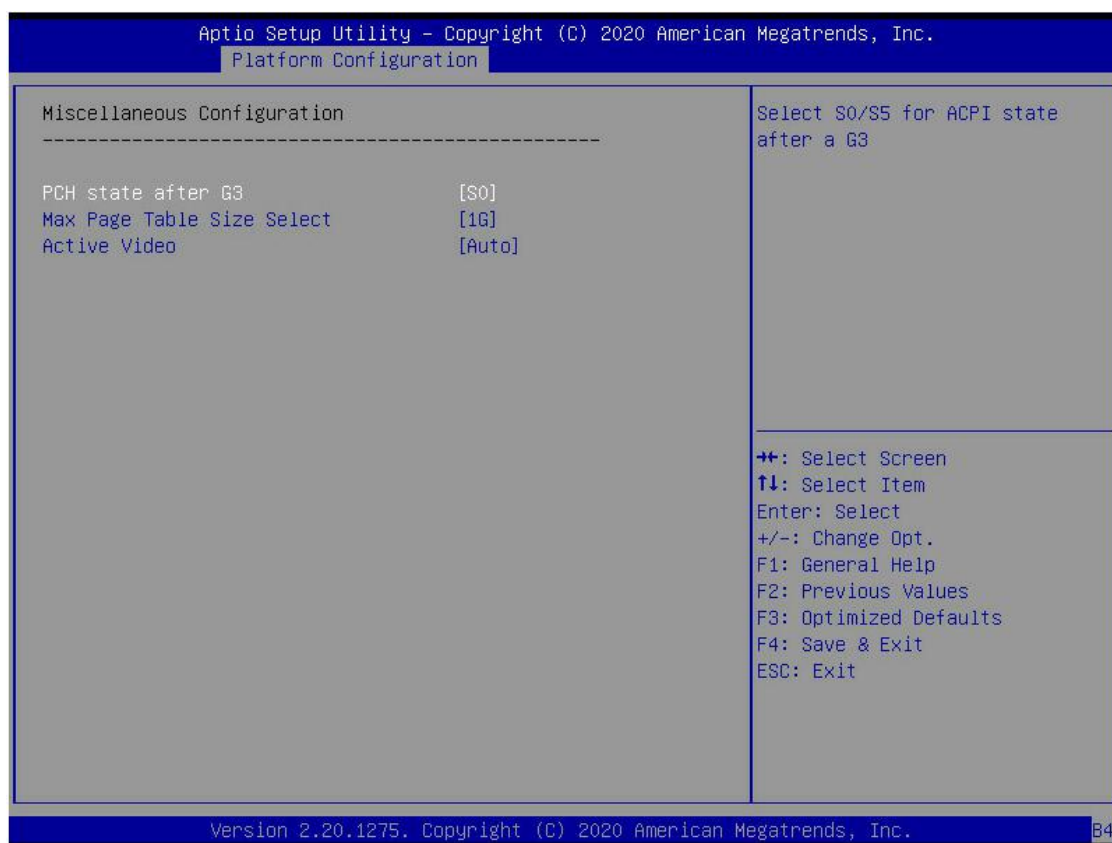 Aptio Setup Utility – Copyright (C) 2020 American Megatrends, Inc.
Platform Configuration
Miscellaneous Configuration
--------------------------------------------------
PCH state after G3 [S0]
Max Page Table Size Select [1G]
Active Video [Auto]
Select S0/S5 for ACPI state
after a G3
→←: Select Screen
↑↓: Select Item
Enter: Select
+/-: Change Opt.
F1: General Help
F2: Previous Values
F3: Optimized Defaults
F4: Save & Exit
ESC: Exit
Version 2.20.1275. Copyright (C) 2020 American Megatrends, Inc.
B4